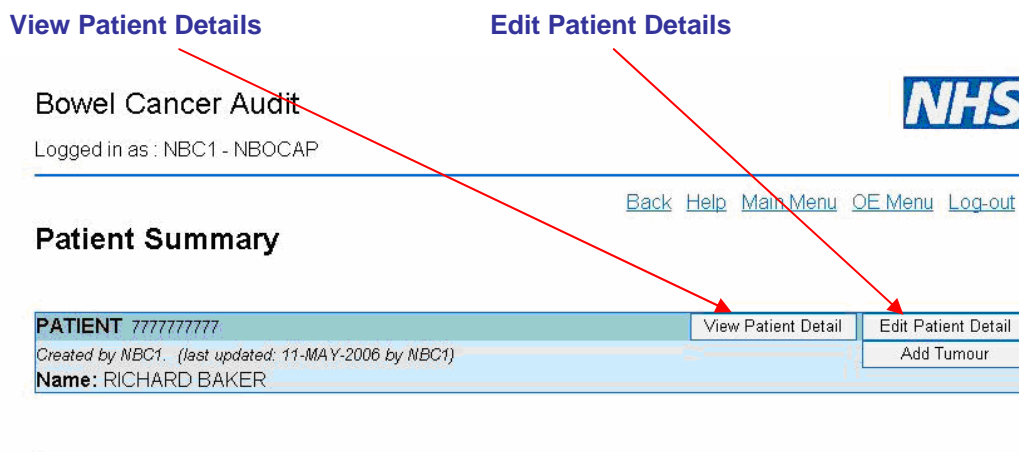 View Patient Details Edit Patient Details
Bowel Cancer Audit NHS
Logged in as : NBC1 - NBOCAP
Back Help Main Menu OE Menu Log-out
Patient Summary
PATIENT 7777777777 View Patient Detail Edit Patient Detail
Created by NBC1. (last updated: 11-MAY-2006 by NBC1) Add Tumour
Name: RICHARD BAKER